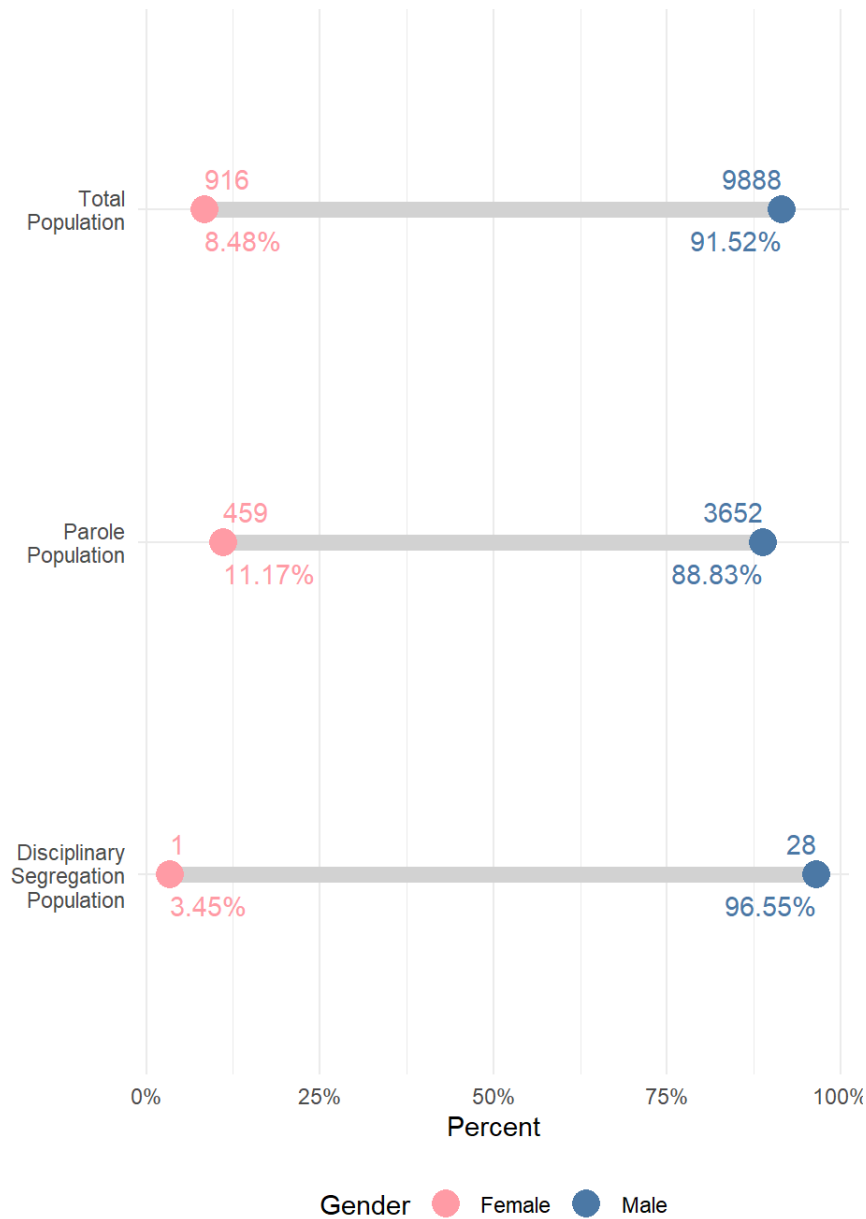 916 9888
Total
Population
8.48% 91.52%
459 3652
Parole
Population
11.17% 88.83%
1 28
Disciplinary
Segregation
Population
3.45% 96.55%
0% 25% 50% 75% 100%
Percent
Gender Female Male